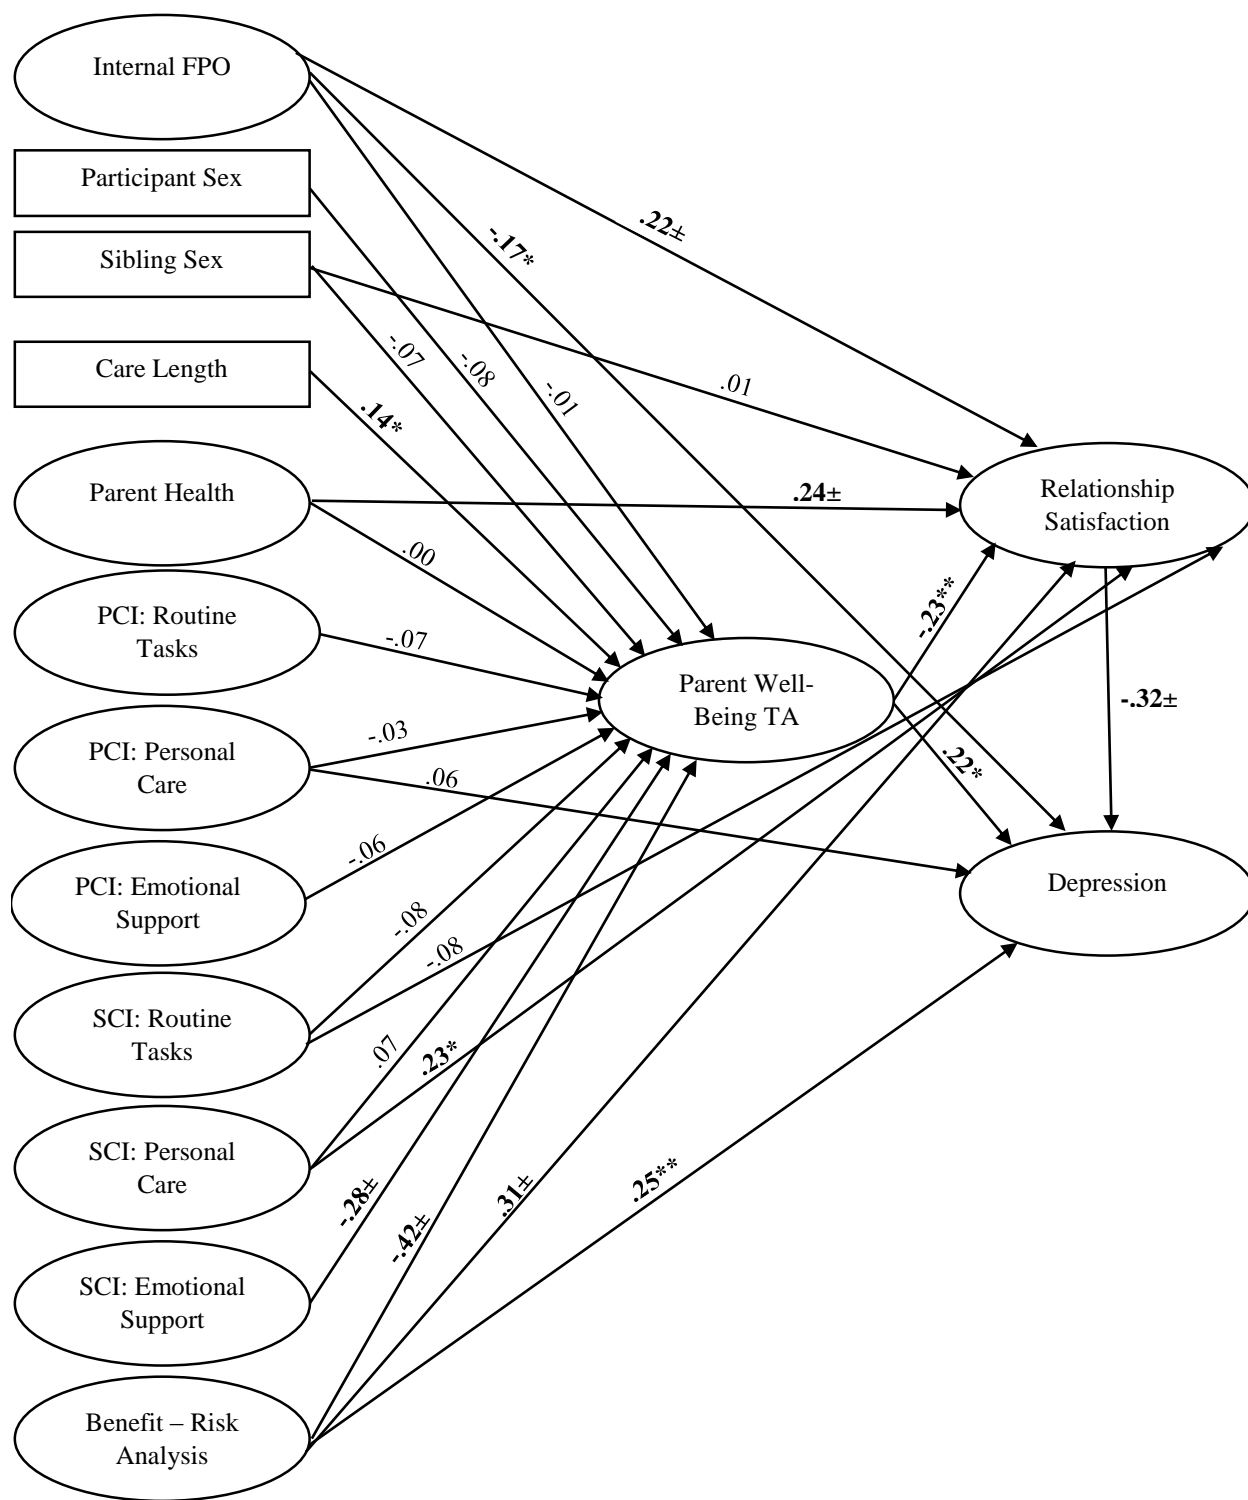 Internal FPO
Participant Sex
Sibling Sex
Care Length
Parent Health
PCI: Routine
Tasks
PCI: Personal
Care
PCI: Emotional
Support
SCI: Routine
Tasks
SCI: Personal
Care
SCI: Emotional
Support
Benefit – Risk
Analysis
Parent Well-
Being TA
Relationship
Satisfaction
Depression
.22±
-.17*
-.01
-.08
-.07
.01
.14*
.24±
.00
-.07
-.03
.06
-.06
-.08
-.08
.07
.23*
-.28±
-.42±
.31±
.25**
-.23**
.22*
-.32±